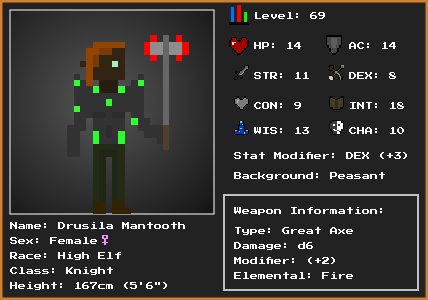 Level: 69
HP: 14
AC: 14
STR: 11
DEX: 8
CON: 9
INT: 18
WIS: 13
CHA: 10
Stat Modifier: DEX (+3)
Background: Peasant
Name: Drusila Mantooth
Sex: Female♀
Race: High Elf
Class: Knight
Height: 167cm (5'6")
Weapon Information:
Type: Great Axe
Damage: d6
Modifier: (+2)
Elemental: Fire